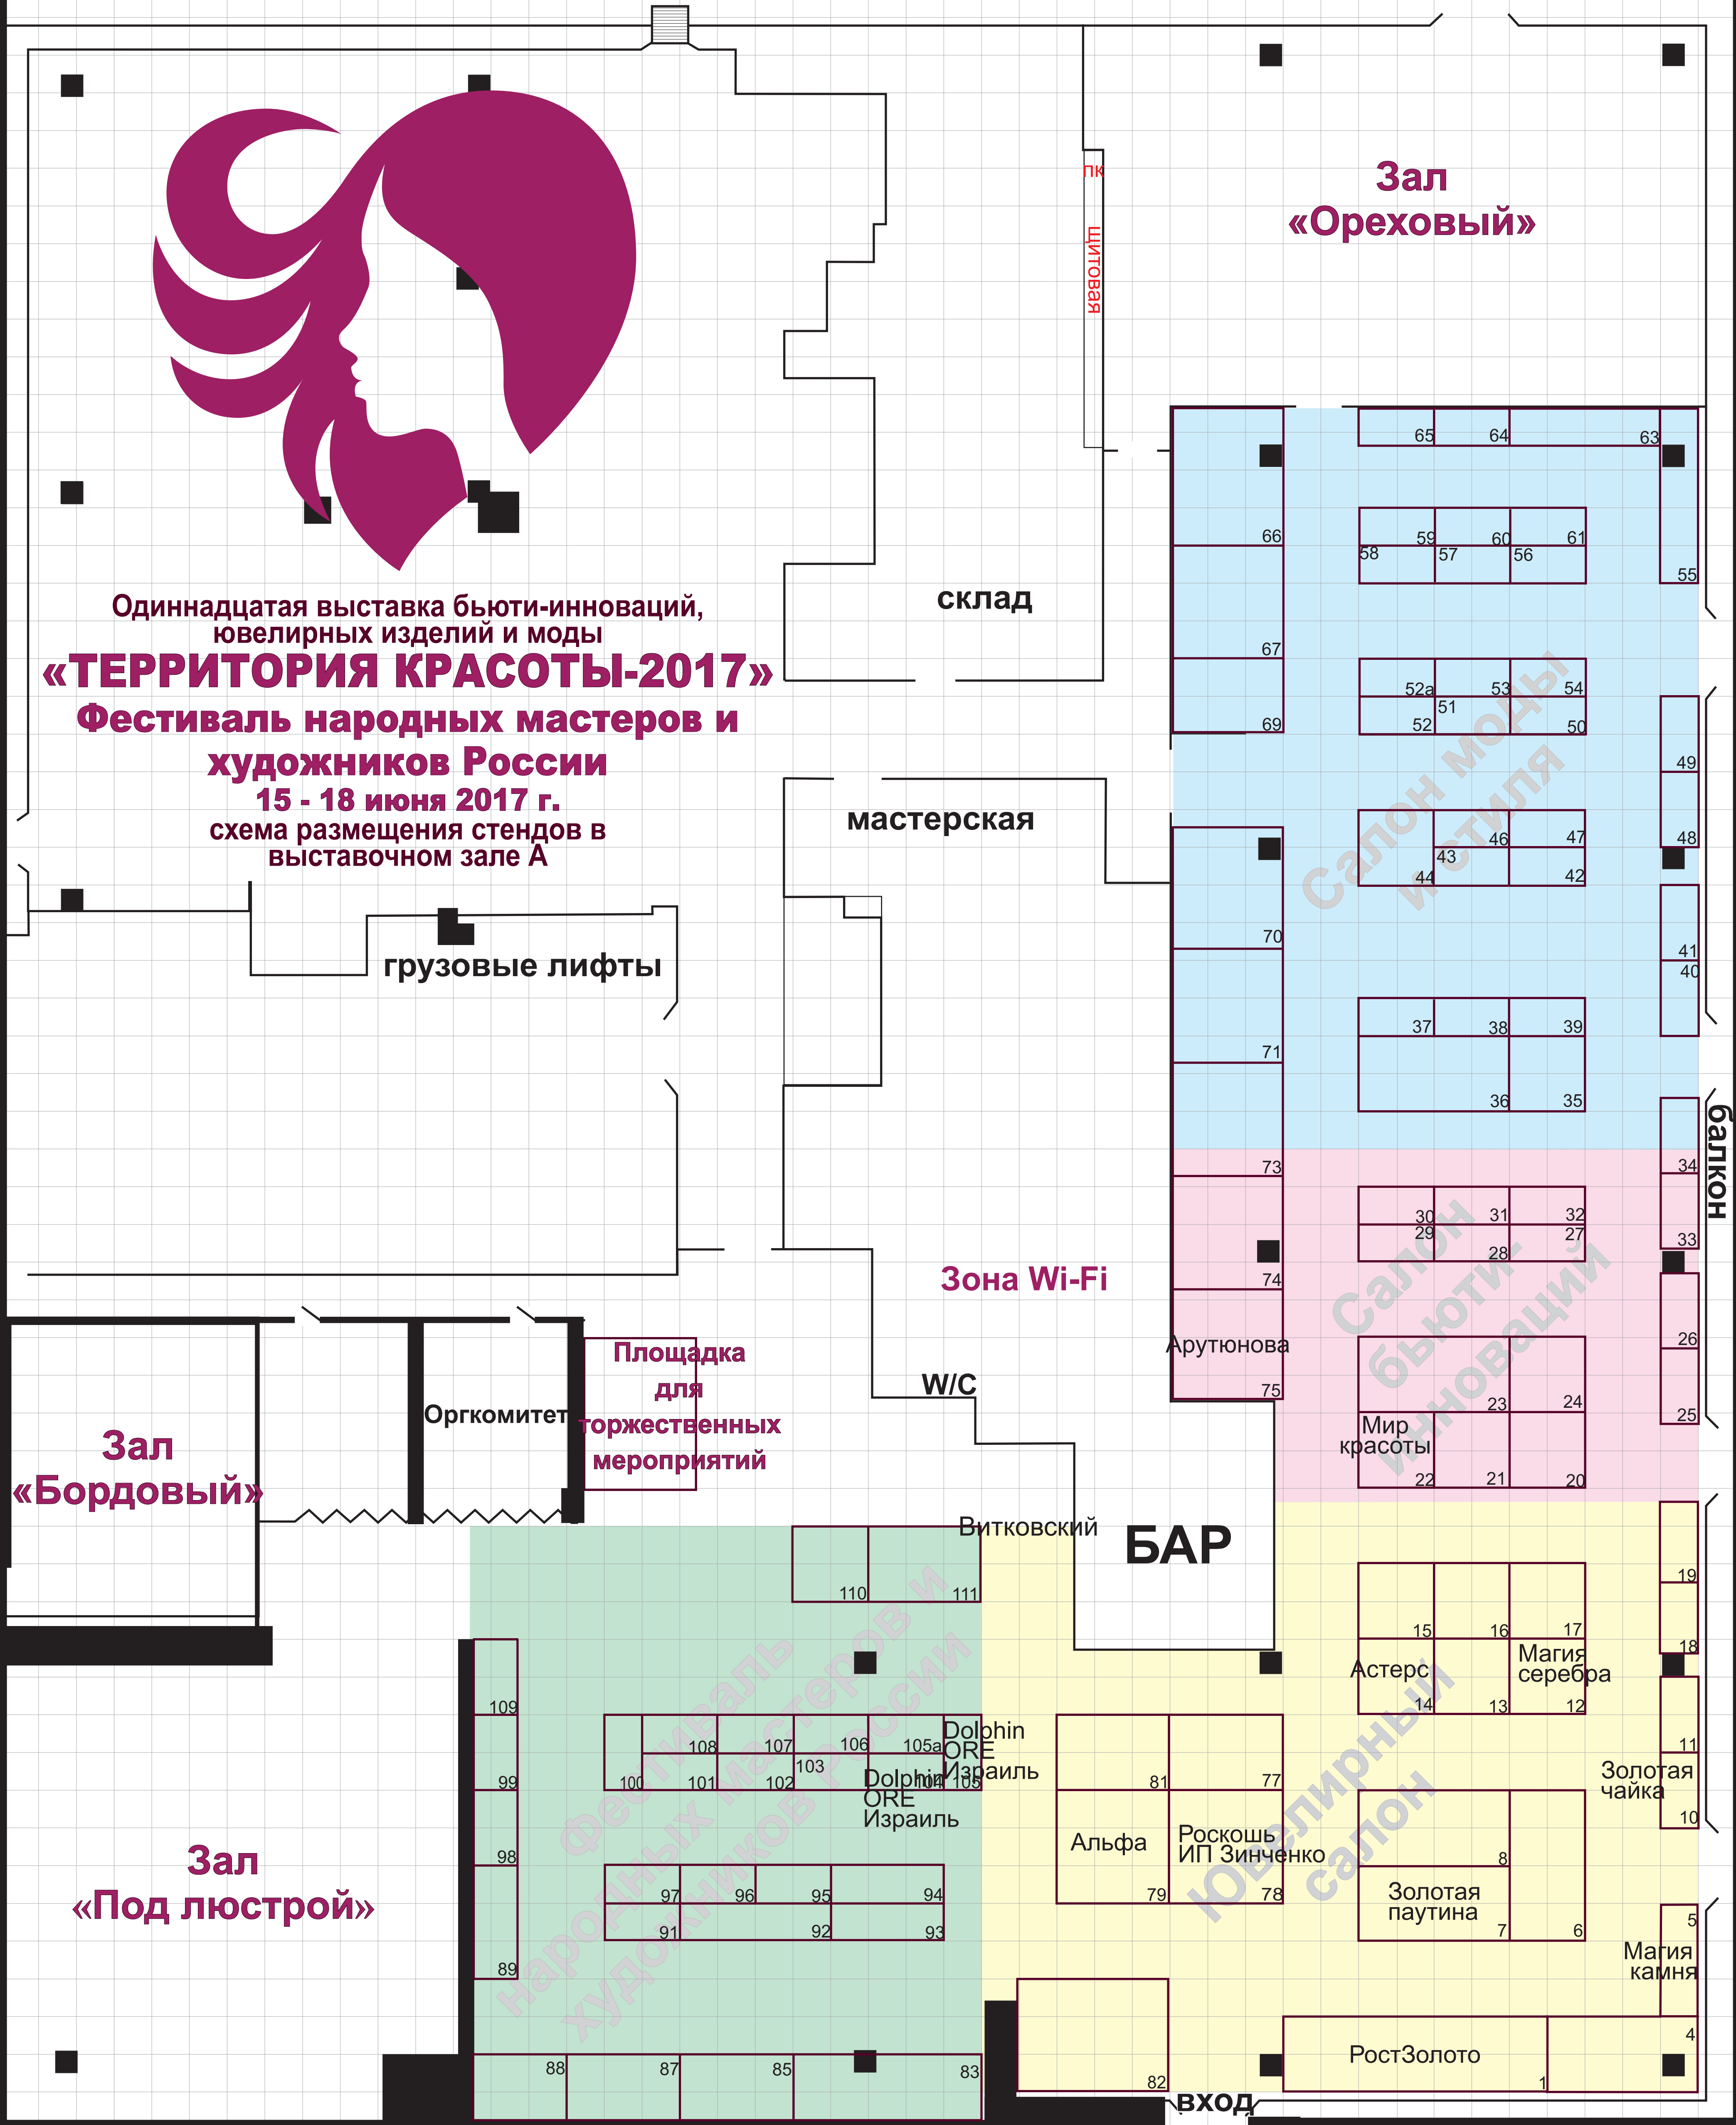 ПК
щитовая
Зал
«Ореховый»
Одиннадцатая выставка бьюти-инноваций,
ювелирных изделий и моды
«ТЕРРИТОРИЯ КРАСОТЫ-2017»
Фестиваль народных мастеров и
художников России
15 - 18 июня 2017 г.
схема размещения стендов в
выставочном зале А
склад
мастерская
грузовые лифты
65 64 63
66
59 60 61
58 57 56
55
67
52а 53 54
51
69
52 50
Салон моды
и стиля
49
46 47
48
43
44 42
70
41
40
37 38 39
71
36 35
балкон
73
34
30 31 32
29 28 27
33
Салон
бьюти-
инноваций
Зона Wi-Fi
74
26
Арутюнова
75
W/C
23 24
25
Мир
красоты
22 21 20
Площадка
для
торжественных
мероприятий
Оргкомитет
Зал
«Бордовый»
Витковский
БАР
110 111
19
15 16 17
18
Астерс
Магия
серебра
14 13 12
Фестиваль
народных мастеров и
художников России
109
108 107 106 105а
Dolphin
ORE
Израиль
99
100 101 102 103 104 105
Dolphin
ORE
Израиль
81 77
11
Золотая
чайка
10
Альфа
Роскошь
ИП Зинченко
79 78
Ювелирный
салон
8
Золотая
паутина
7 6
98
97 96 95 94
91 92 93
89
Зал
«Под люстрой»
5
Магия
камня
4
РостЗолото
1
88 87 85 83
82
вход